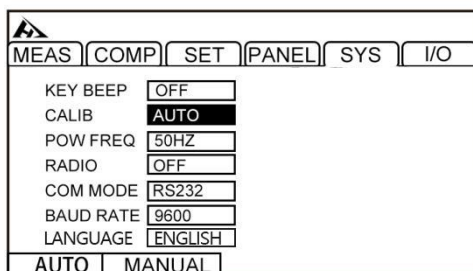 MEAS COMP SET PANEL SYS I/O
KEY BEEP OFF
CALIB AUTO
POW FREQ 50HZ
RADIO OFF
COM MODE RS232
BAUD RATE 9600
LANGUAGE ENGLISH
AUTO MANUAL